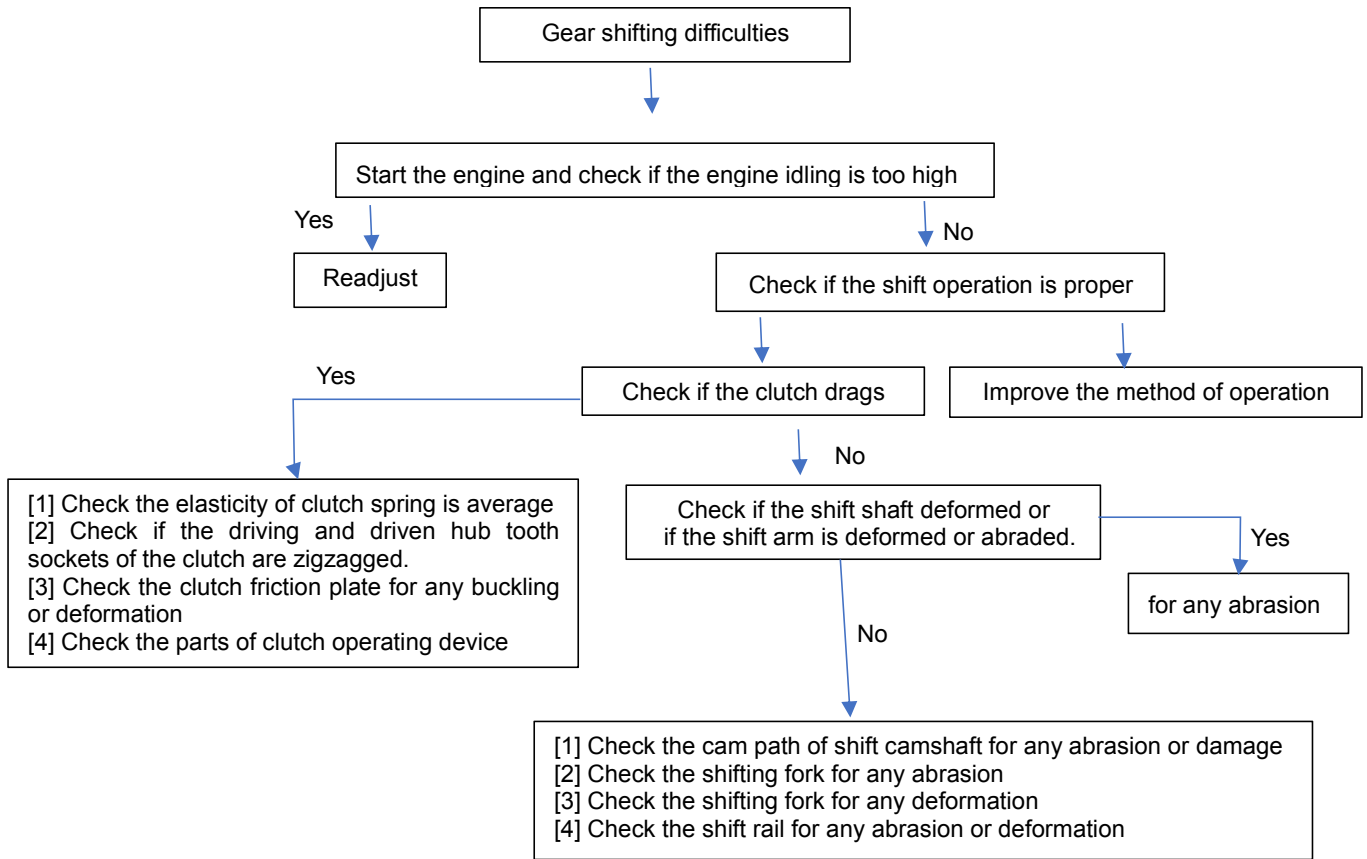 Gear shifting difficulties
Start the engine and check if the engine idling is too high
Yes
No
Readjust
Check if the shift operation is proper
Yes
Check if the clutch drags
Improve the method of operation
No
[1] Check the elasticity of clutch spring is average
[2] Check if the driving and driven hub tooth
sockets of the clutch are zigzagged.
[3] Check the clutch friction plate for any buckling
or deformation
[4] Check the parts of clutch operating device
Check if the shift shaft deformed or
if the shift arm is deformed or abraded.
Yes
for any abrasion
No
[1] Check the cam path of shift camshaft for any abrasion or damage
[2] Check the shifting fork for any abrasion
[3] Check the shifting fork for any deformation
[4] Check the shift rail for any abrasion or deformation